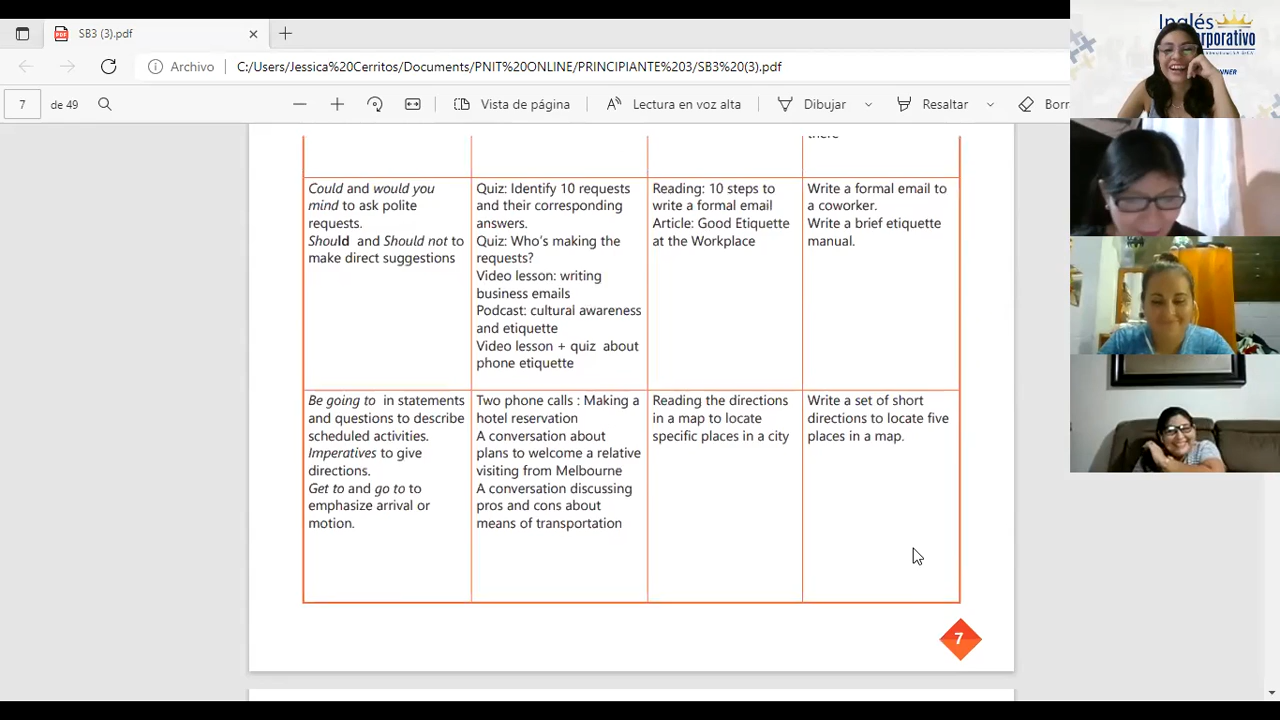 SB3 (3).pdf
Archivo
C:/Users/Jessica%20Cerritos/Documents/PNIT%20ONLINE/PRINCIPIANTE%203/SB3%20(3).pdf
7
de 49
Vista de página
Lectura en voz alta
Dibujar
Resaltar
Borr
Inglés
rporativo
NNER
there
Could and would you
mind to ask polite
requests.
Should and Should not to
make direct suggestions
Quiz: Identify 10 requests
and their corresponding
answers.
Quiz: Who's making the
requests?
Video lesson: writing
business emails
Podcast: cultural awareness
and etiquette
Video lesson + quiz about
phone etiquette
Reading: 10 steps to
write a formal email
Article: Good Etiquette
at the Workplace
Write a formal email to
a coworker.
Write a brief etiquette
manual.
Be going to in statements
and questions to describe
scheduled activities.
Imperatives to give
directions.
Get to and go to to
emphasize arrival or
motion.
Two phone calls : Making a
hotel reservation
A conversation about
plans to welcome a relative
visiting from Melbourne
A conversation discussing
pros and cons about
means of transportation
Reading the directions
in a map to locate
specific places in a city
Write a set of short
directions to locate five
places in a map.
7